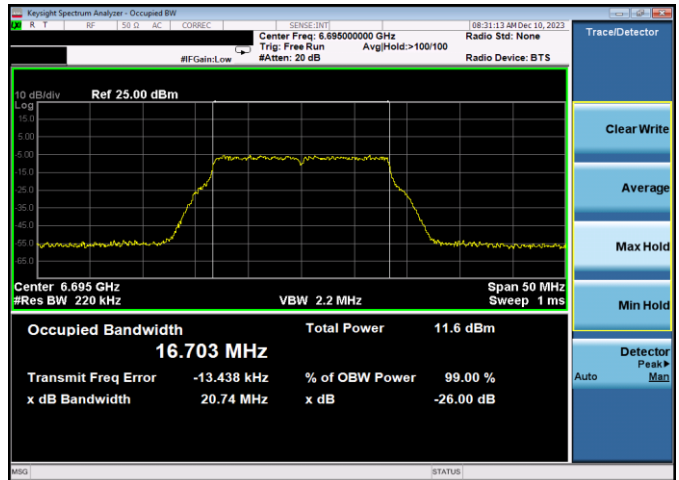 Keysight Spectrum Analyzer - Occupied BW
LXI R T RF 50 Ω AC CORREC SENSE:INT 08:31:13 AM Dec 10, 2023
Center Freq: 6.695000000 GHz Radio Std: None
Trig: Free Run Avg|Hold:>100/100
#IFGain:Low #Atten: 20 dB Radio Device: BTS
Trace/Detector
10 dB/div Ref 25.00 dBm
Log
15.0
5.00
-5.00
-15.0
-25.0
-35.0
-45.0
-55.0
-65.0
Center 6.695 GHz Span 50 MHz
#Res BW 220 kHz VBW 2.2 MHz Sweep 1 ms
Occupied Bandwidth Total Power 11.6 dBm
16.703 MHz
Transmit Freq Error -13.438 kHz % of OBW Power 99.00 %
x dB Bandwidth 20.74 MHz x dB -26.00 dB
Clear Write
Average
Max Hold
Min Hold
Detector
Peak▶
Auto Man
MSG STATUS